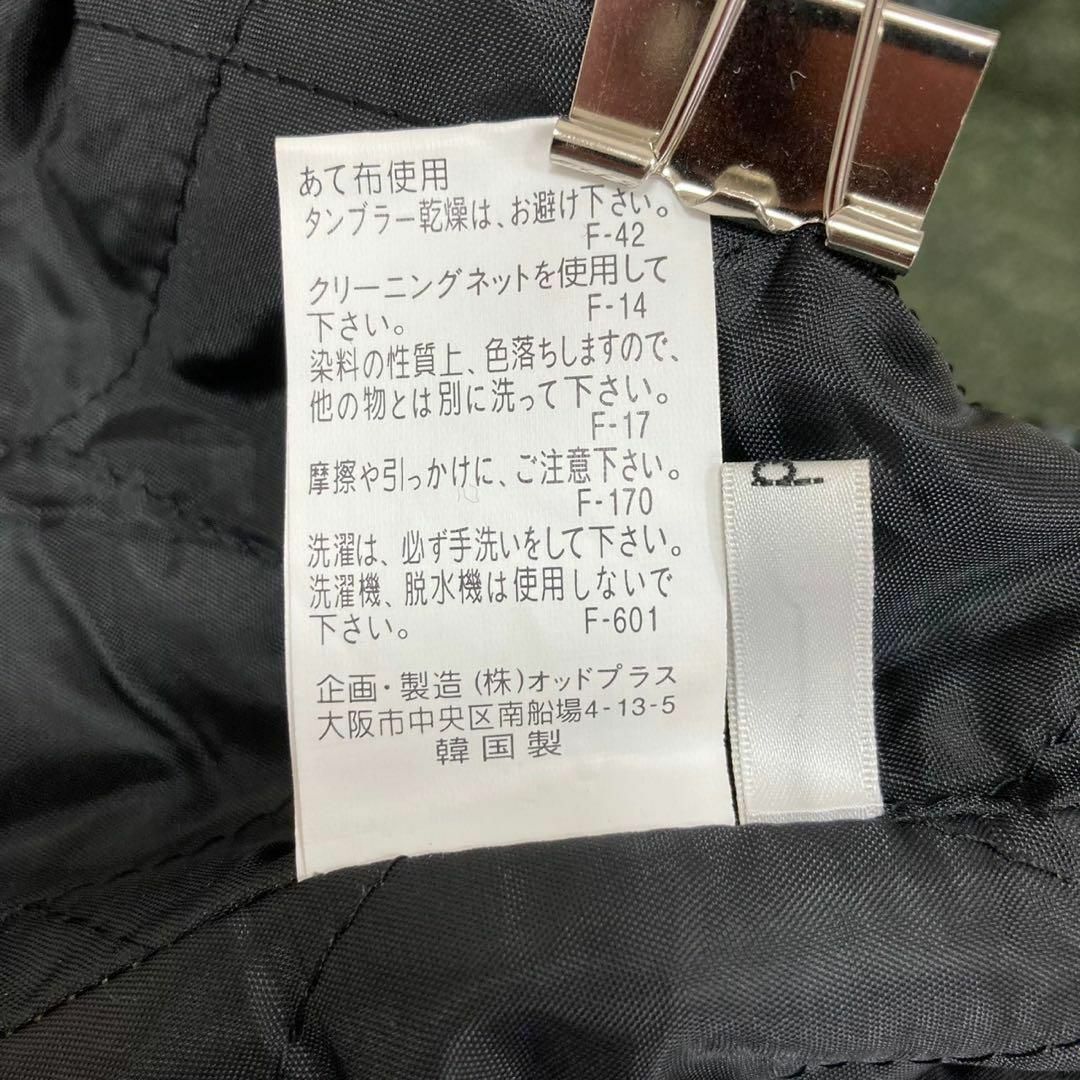 あて布使用
タンブラー乾燥は、お避け下さい。
F-42
クリーニングネットを使用して
下さい。 F-14
染料の性質上、色落ちしますので、
他の物とは別に洗って下さい。
F-17
摩擦や引っかけに、ご注意下さい。
F-170
洗濯は、必ず手洗いをして下さい。
洗濯機、脱水機は使用しないで
下さい。 F-601
企画・製造 (株)オッドプラス
大阪市中央区南船場4-13-5
韓国製